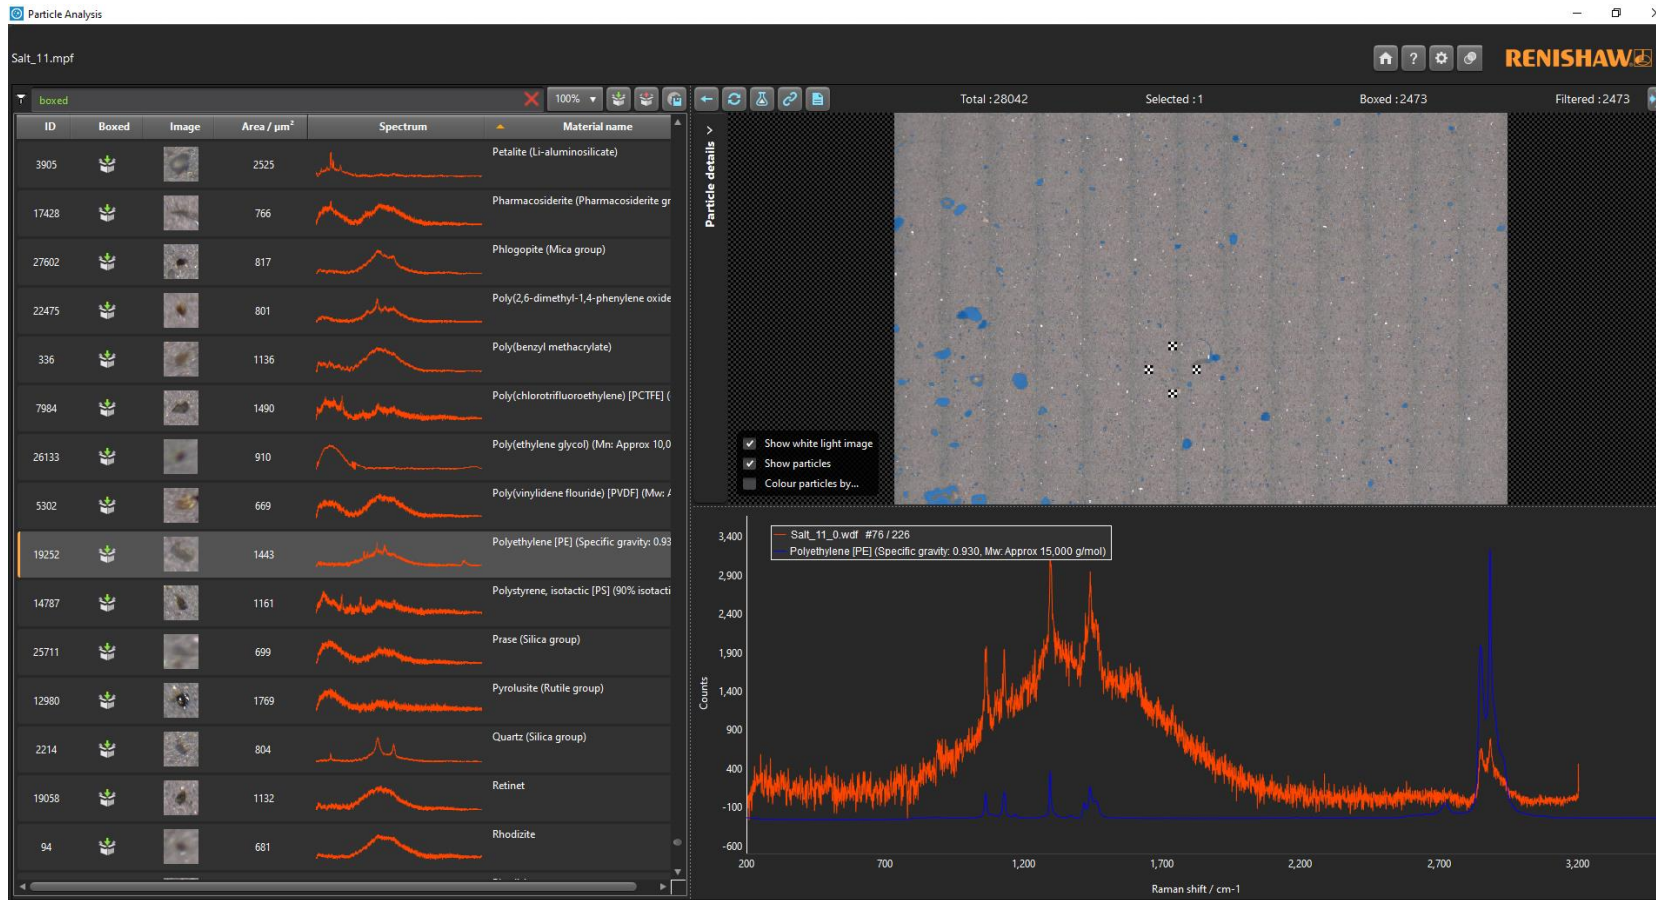 Particle Analysis
Salt_11.mpf
RENISHAW
boxed 100%
Total :28042 Selected :1 Boxed :2473 Filtered :2473
ID Boxed Image Area / µm² Spectrum Material name
3905 2525 Petalite (Li-aluminosilicate)
17428 766 Pharmacosiderite (Pharmacosiderite gr
27602 817 Phlogopite (Mica group)
22475 801 Poly(2,6-dimethyl-1,4-phenylene oxide
336 1136 Poly(benzyl methacrylate)
7984 1490 Poly(chlorotrifluoroethylene) [PCTFE] (
26133 910 Poly(ethylene glycol) (Mn: Approx 10,0
5302 669 Poly(vinylidene flouride) [PVDF] (Mw: A
19252 1443 Polyethylene [PE] (Specific gravity: 0.93
14787 1161 Polystyrene, isotactic [PS] (90% isotacti
25711 699 Prase (Silica group)
12980 1769 Pyrolusite (Rutile group)
2214 804 Quartz (Silica group)
19058 1132 Retinet
94 681 Rhodizite
Particle details
Show white light image
Show particles
Colour particles by...
Salt_11_0.wdf #76 / 226
Polyethylene [PE] (Specific gravity: 0.930, Mw: Approx 15,000 g/mol)
3,400
2,900
2,400
1,900
1,400
900
400
-100
-600
Counts
200 700 1,200 1,700 2,200 2,700 3,200
Raman shift / cm-1